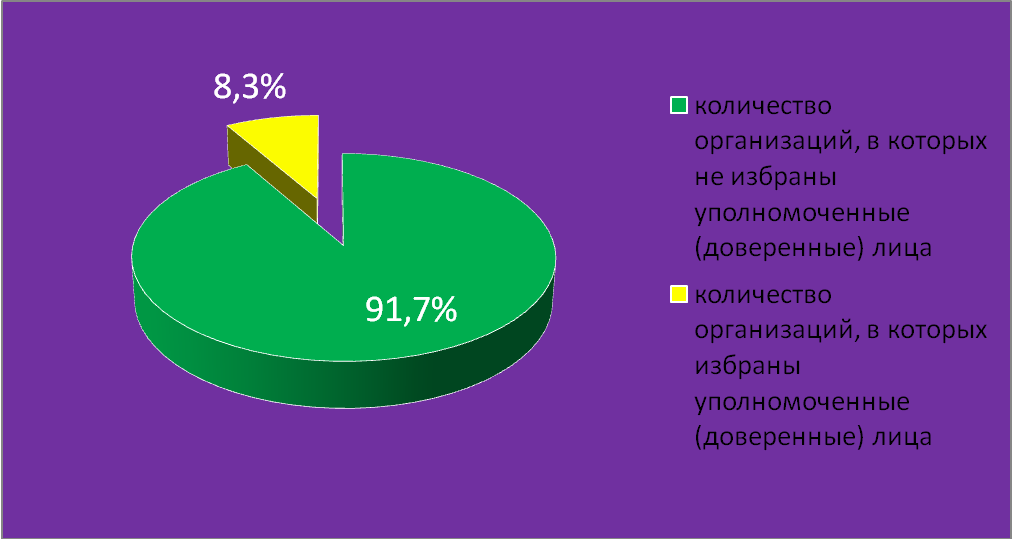 8,3%
91,7%
количество
организаций, в которых
не избраны
уполномоченные
(доверенные) лица
количество
организаций, в которых
избраны
уполномоченные
(доверенные) лица